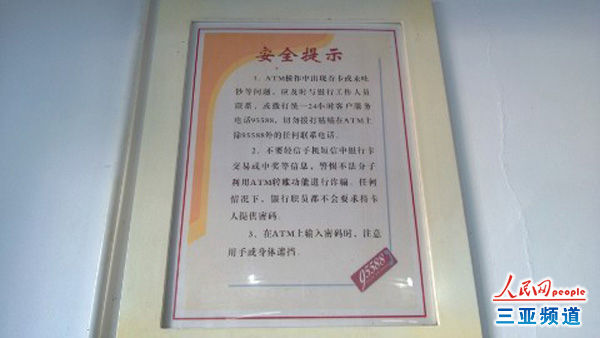 安全提示
1、ATM操作中出现吞卡或未吐
钞等问题，应及时与银行工作人员
联系，或拨打统一24小时客户服务
电话95588，切勿拨打贴储在ATM上
除95588外的任何联系电话。
2、不要轻信手机短信中银行卡
交易或中奖等信息，警惕不法分子
利用ATM转账功能进行诈骗。任何
情况下，银行职员都不会要求持卡
人提供密码。
3、在ATM上输入密码时，注意
用手或身体遮挡。
95588
人民网people
三亚频道